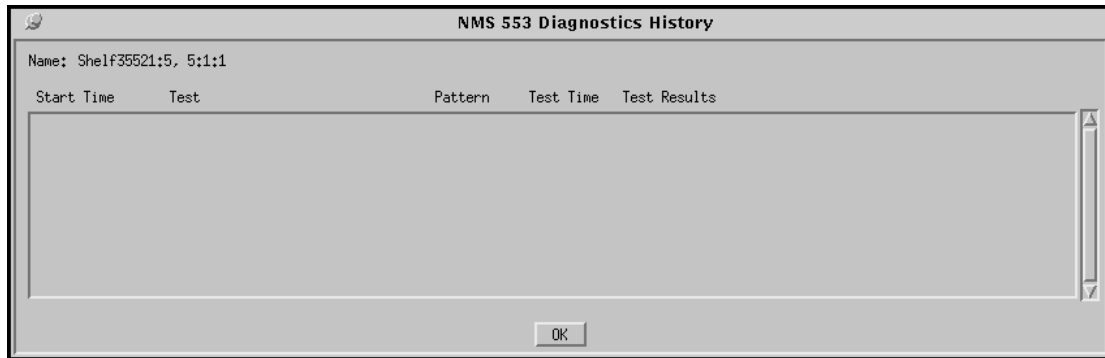 NMS 553 Diagnostics History
Name: Shelf35521:5, 5:1:1
Start Time Test Pattern Test Time Test Results
OK